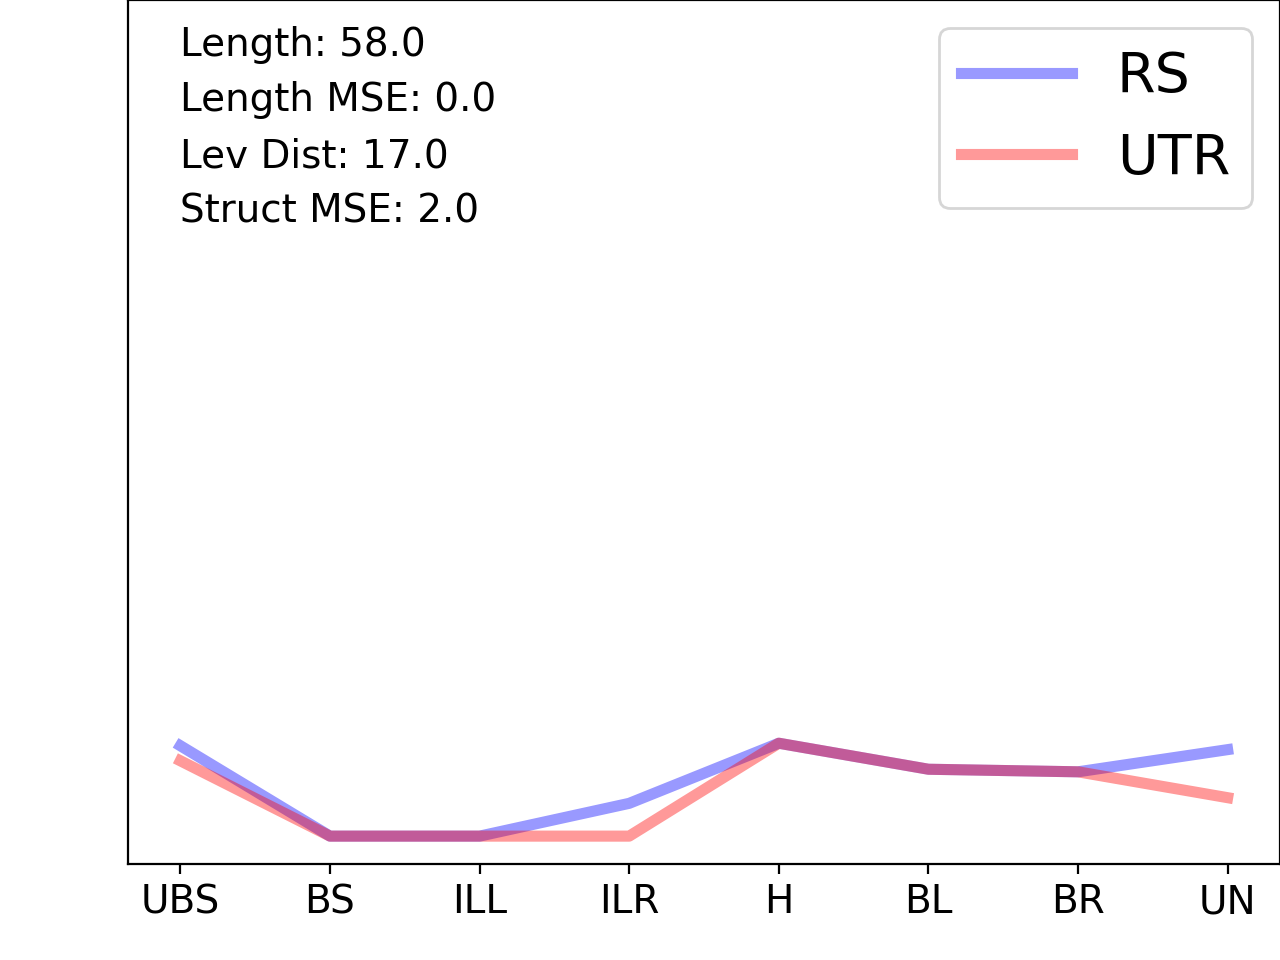 Length: 58.0
Length MSE: 0.0
Lev Dist: 17.0
Struct MSE: 2.0
RS
UTR
UBS BS ILL ILR H BL BR UN